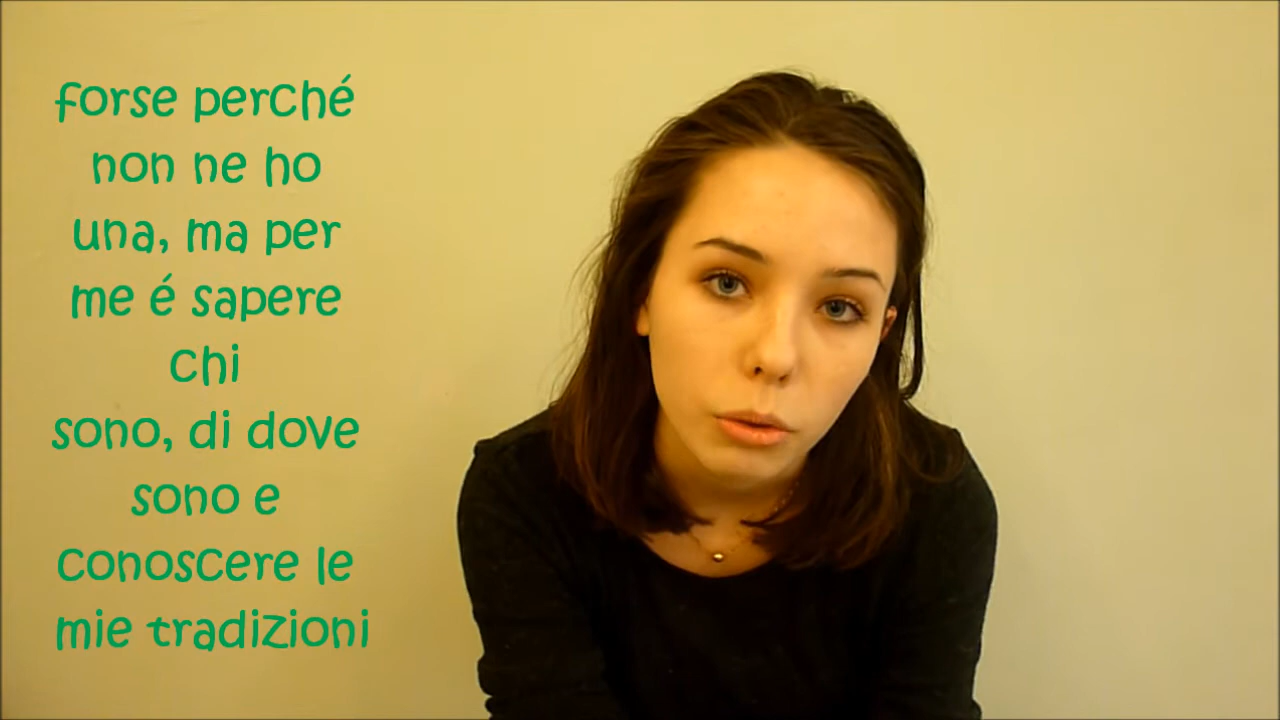 forse perché
non ne ho
una, ma per
me é sapere
chi
sono, di dove
sono e
conoscere le
mie tradizioni